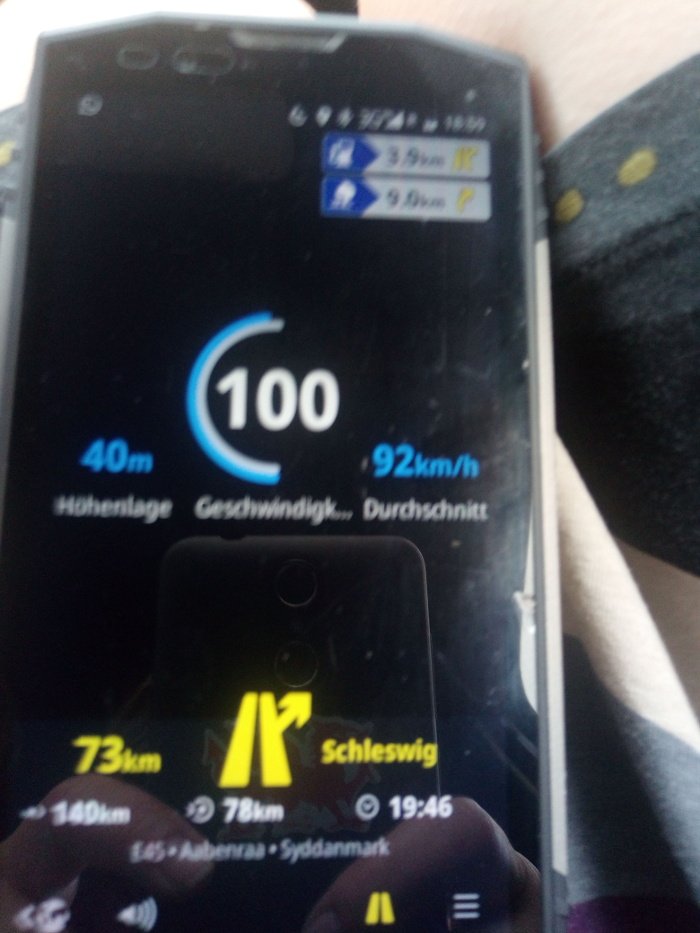 3.9km
9.0km
100
40m
92km/h
Höhenlage Geschwindigk... Durchschnitt
73km Schleswig
140km 78km 19:46
E45 • Aabenraa • Syddanmark